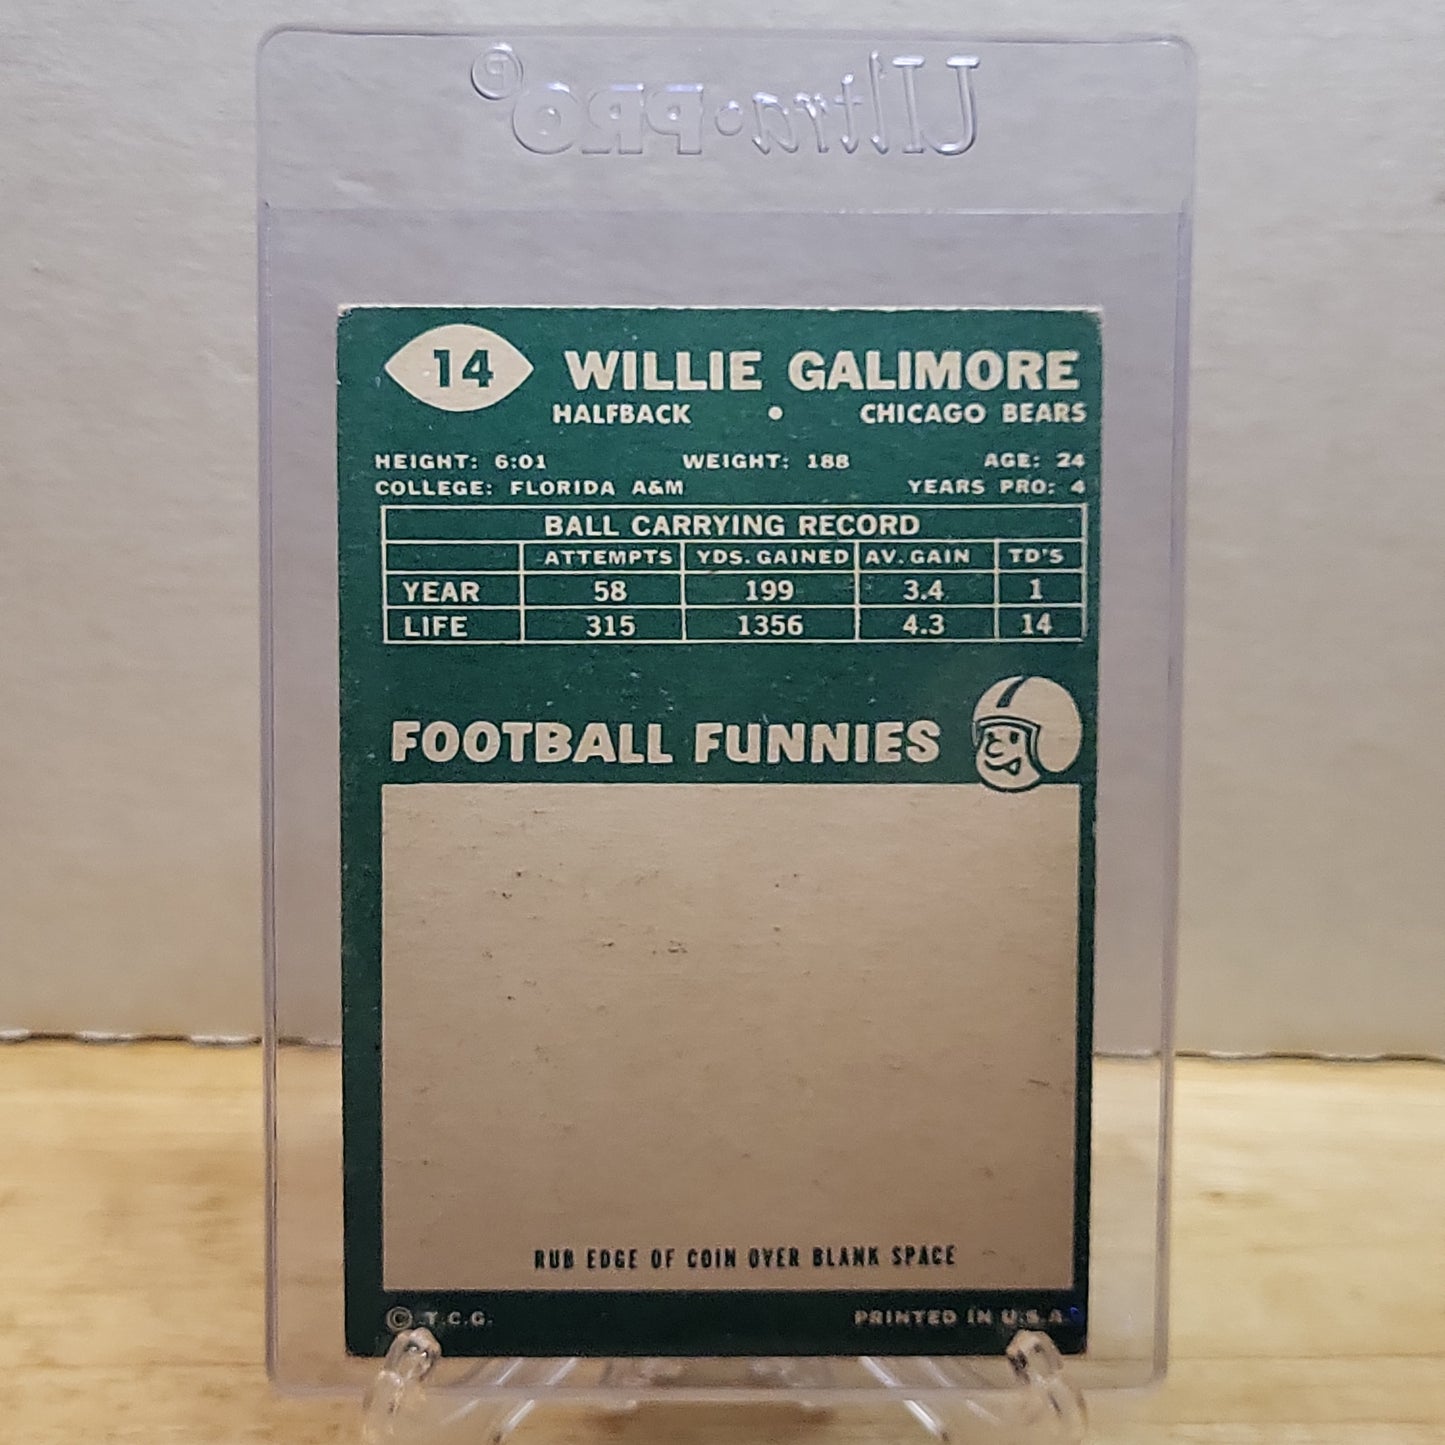 Ultra·PRO®
14 WILLIE GALIMORE
HALFBACK • CHICAGO BEARS
HEIGHT: 6:01 WEIGHT: 188 AGE: 24
COLLEGE: FLORIDA A&M YEARS PRO: 4
BALL CARRYING RECORD
ATTEMPTS YDS. GAINED AV. GAIN TD'S
YEAR 58 199 3.4 1
LIFE 315 1356 4.3 14
FOOTBALL FUNNIES
RUB EDGE OF COIN OVER BLANK SPACE
© T.C.G. PRINTED IN U.S.A.